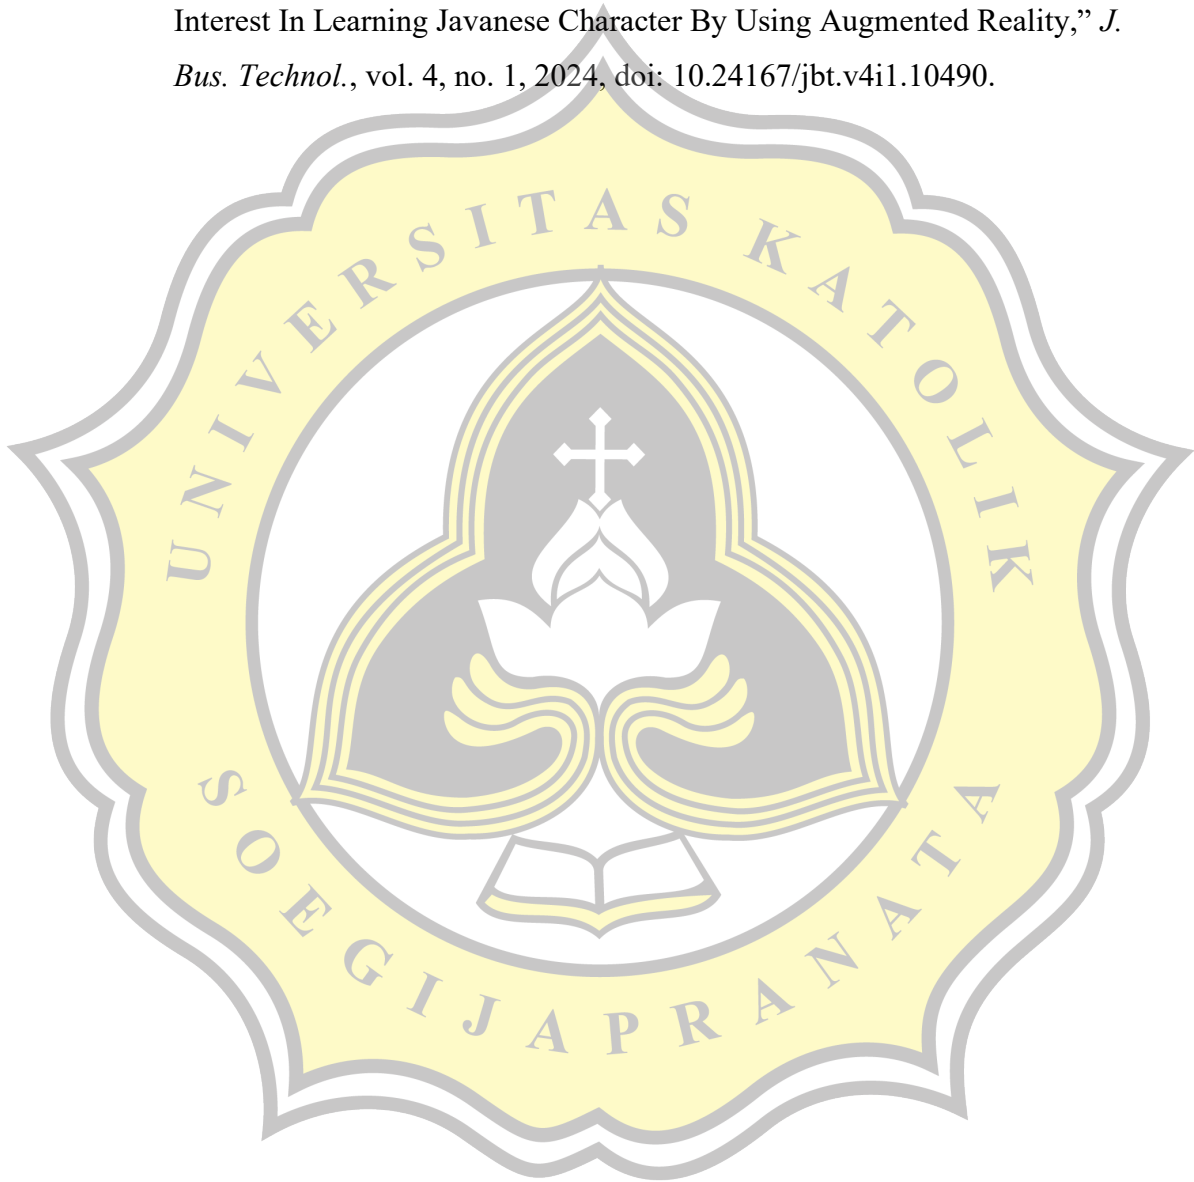 Interest In Learning Javanese Character By Using Augmented Reality,” J.
Bus. Technol., vol. 4, no. 1, 2024, doi: 10.24167/jbt.v4i1.10490.
UNIVERSITAS KATOLIK
SOEGIJAPRANATA